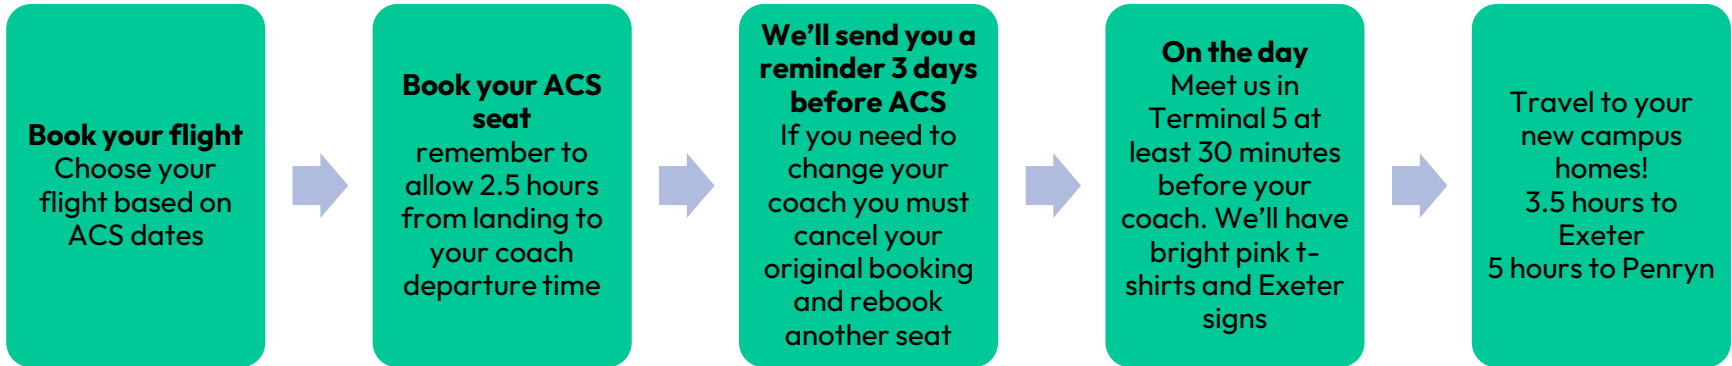 Book your flight
Choose your
flight based on
ACS dates
Book your ACS
seat
remember to
allow 2.5 hours
from landing to
your coach
departure time
We'll send you a
reminder 3 days
before ACS
If you need to
change your
coach you must
cancel your
original booking
and rebook
another seat
On the day
Meet us in
Terminal 5 at
least 30 minutes
before your
coach. We'll have
bright pink t-
shirts and Exeter
signs
Travel to your
new campus
homes!
3.5 hours to
Exeter
5 hours to Penryn